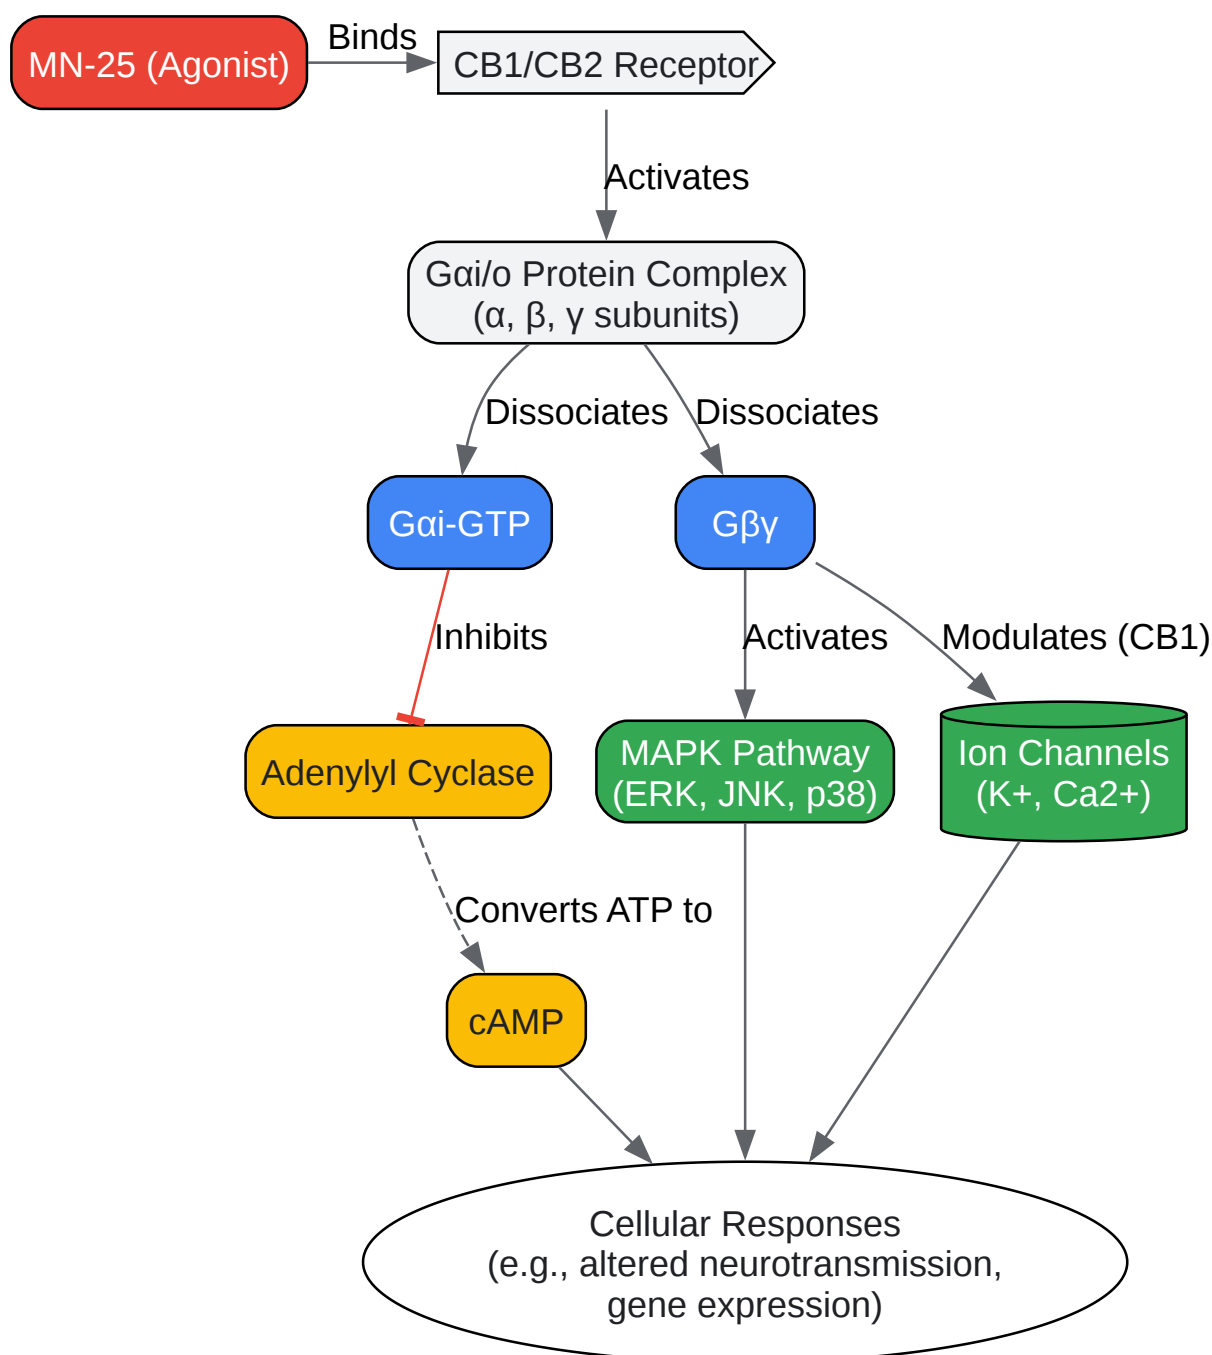 MN-25 (Agonist)
Binds
CB1/CB2 Receptor
Activates
Gαi/o Protein Complex
(α, β, γ subunits)
Dissociates
Dissociates
Gαi-GTP
Gβγ
Inhibits
Activates
Modulates (CB1)
Adenylyl Cyclase
MAPK Pathway
(ERK, JNK, p38)
Ion Channels
(K+, Ca2+)
Converts ATP to
cAMP
Cellular Responses
(e.g., altered neurotransmission,
gene expression)